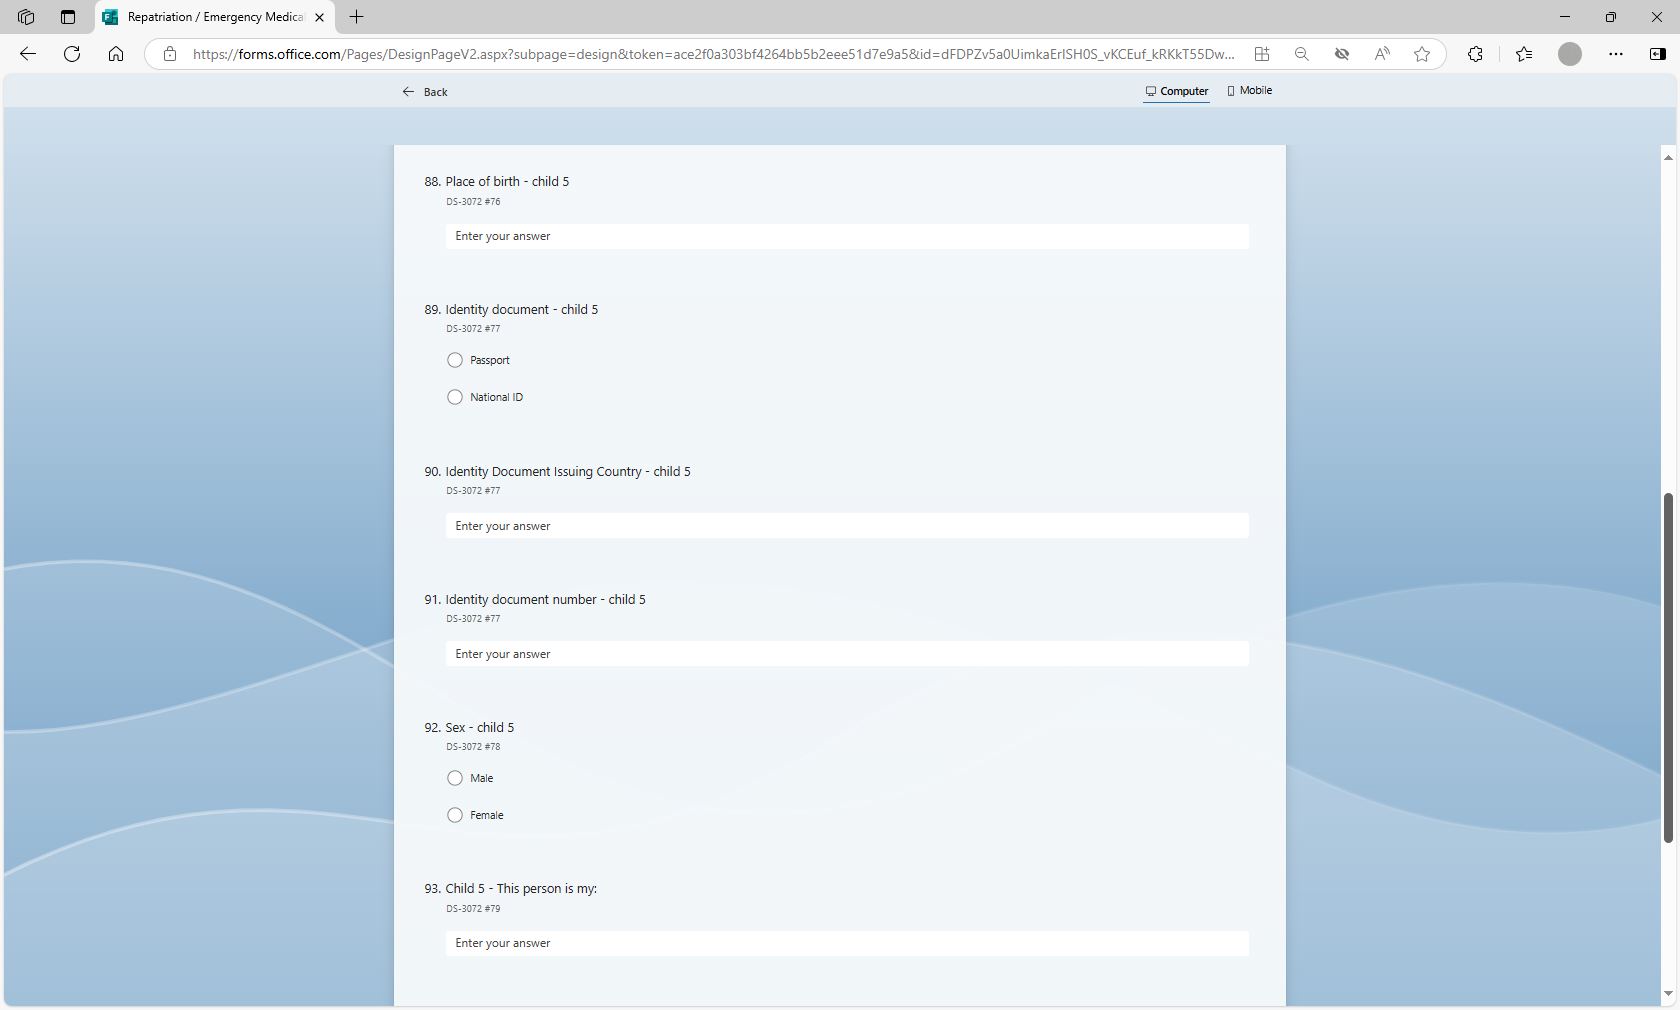 Repatriation / Emergency Medica
https://forms.office.com/Pages/DesignPageV2.aspx?subpage=design&token=ace2f0a303bf4264bb5b2eee51d7e9a5&id=dFDPZv5a0UimkaErISH0S_vKCEuf_kRKkT55Dw...
Back
Computer
Mobile
88. Place of birth - child 5
DS-3072 #76
Enter your answer
89. Identity document - child 5
DS-3072 #77
Passport
National ID
90. Identity Document Issuing Country - child 5
DS-3072 #77
Enter your answer
91. Identity document number - child 5
DS-3072 #77
Enter your answer
92. Sex - child 5
DS-3072 #78
Male
Female
93. Child 5 - This person is my:
DS-3072 #79
Enter your answer